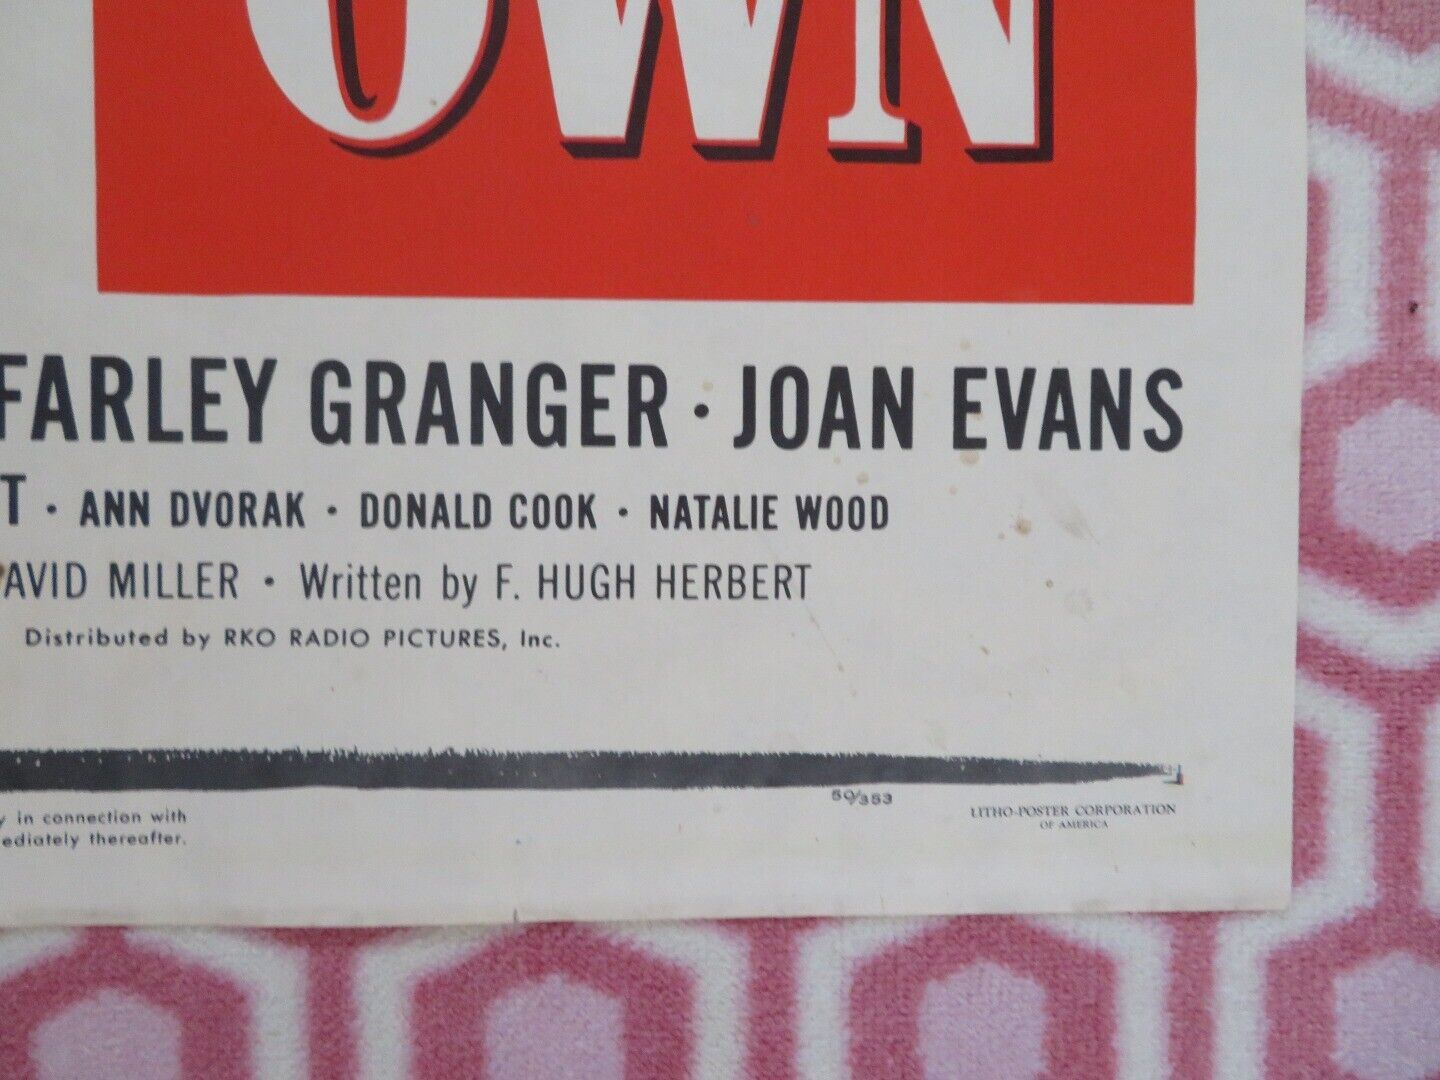 OWN
FARLEY GRANGER · JOAN EVANS
T · ANN DVORAK · DONALD COOK · NATALIE WOOD
AVID MILLER · Written by F. HUGH HERBERT
Distributed by RKO RADIO PICTURES, Inc.
50/353
y in connection with
ediately thereafter.
LITHO-POSTER CORPORATION
OF AMERICA